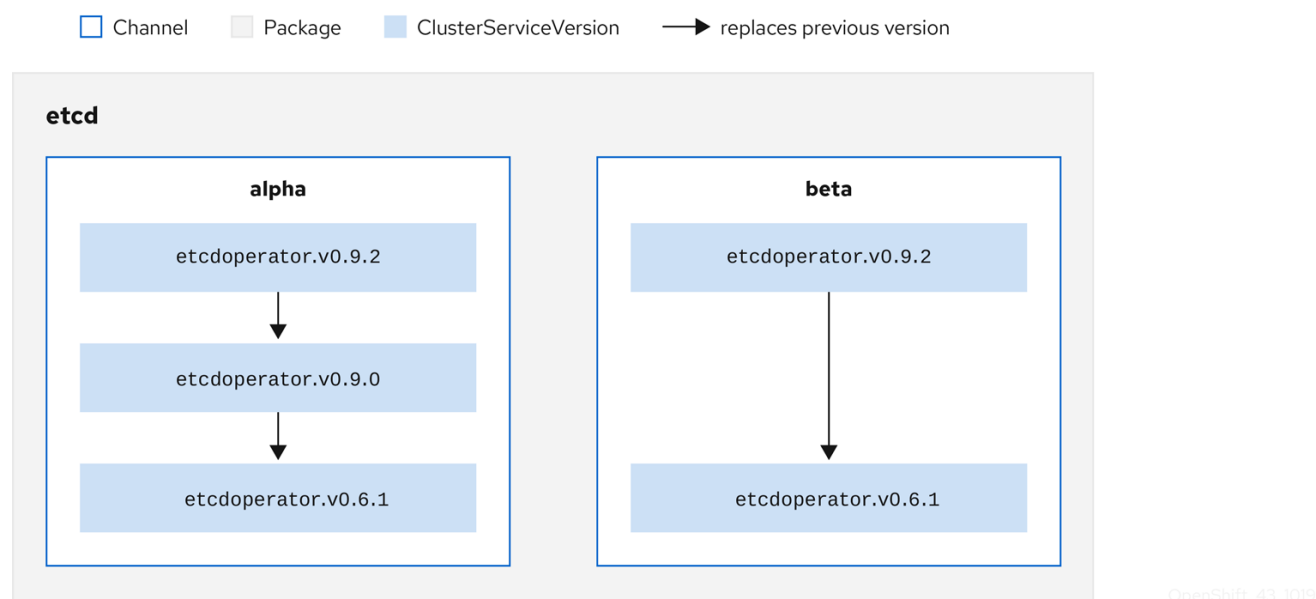 Channel Package ClusterServiceVersion replaces previous version
etcd
alpha
etcdoperator.v0.9.2
etcdoperator.v0.9.0
etcdoperator.v0.6.1
beta
etcdoperator.v0.9.2
etcdoperator.v0.6.1
OpenShift_43_1019